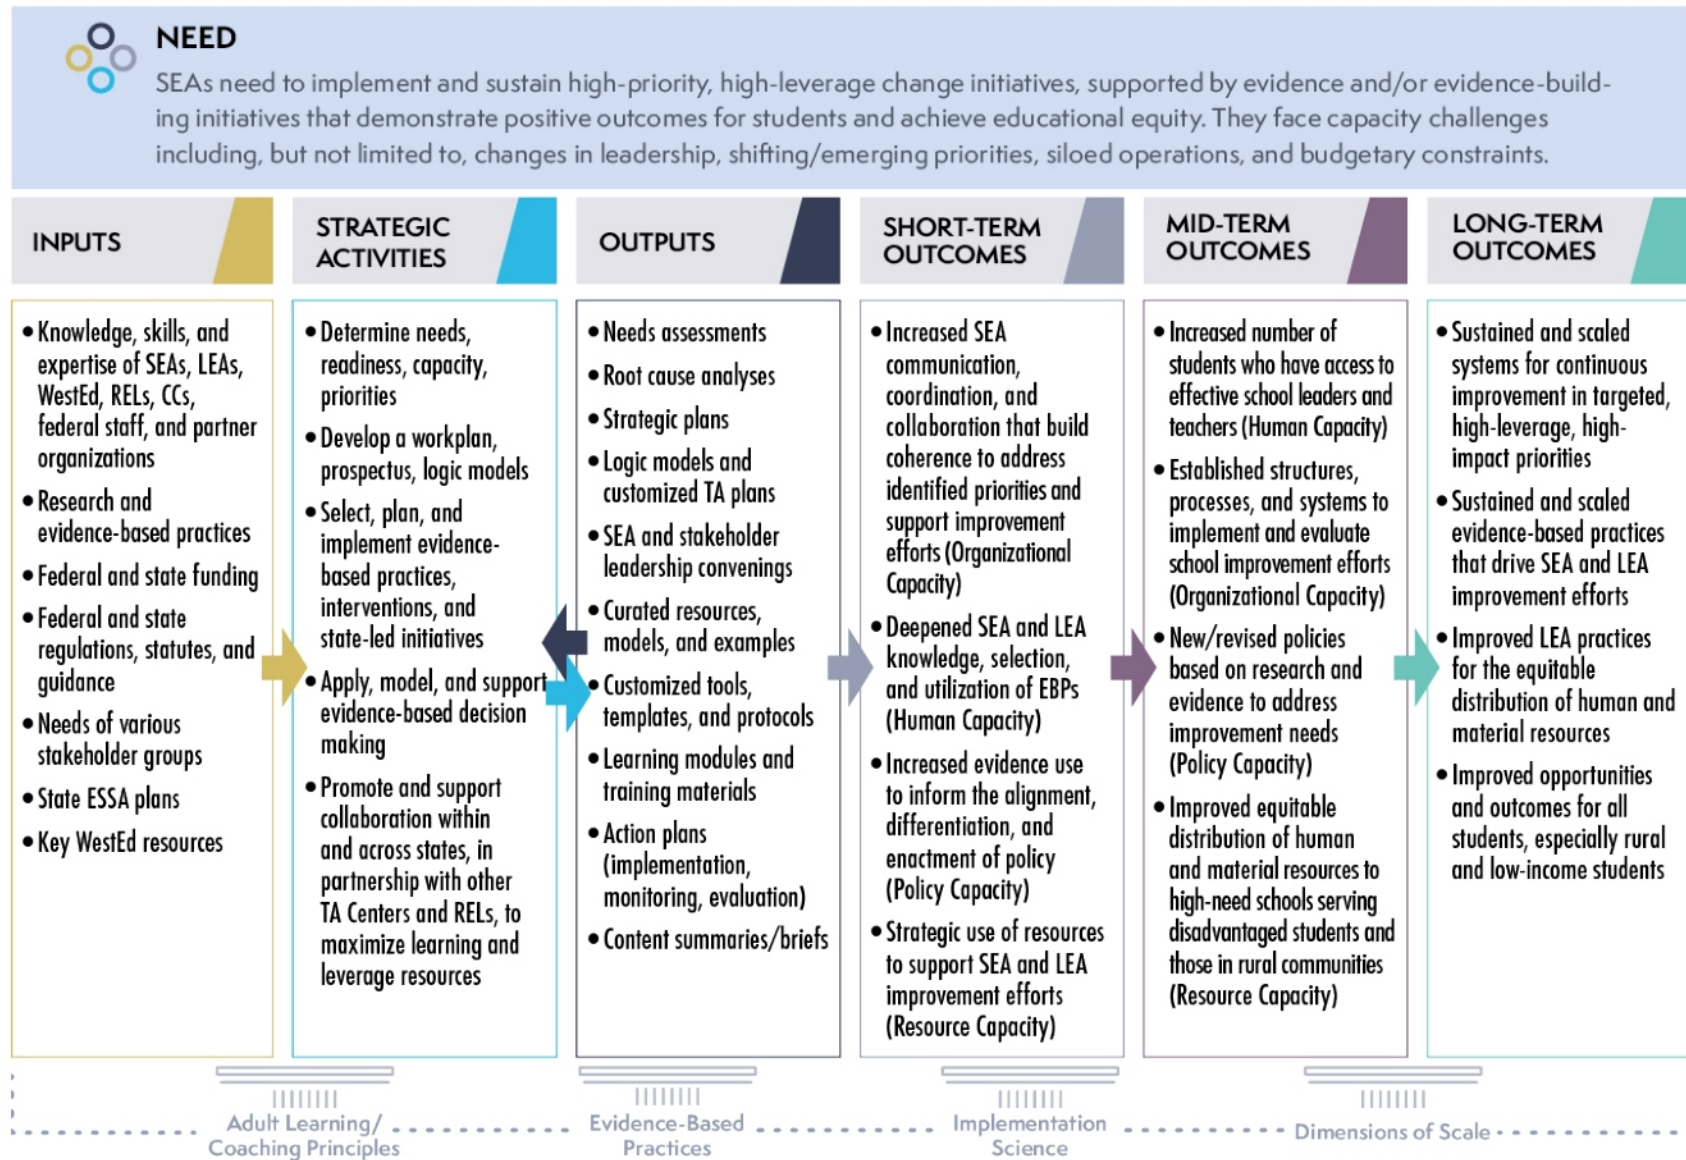 NEED
SEAs need to implement and sustain high-priority, high-leverage change initiatives, supported by evidence and/or evidence-build-
ing initiatives that demonstrate positive outcomes for students and achieve educational equity. They face capacity challenges
including, but not limited to, changes in leadership, shifting/emerging priorities, siloed operations, and budgetary constraints.
INPUTS
• Knowledge, skills, and
expertise of SEAs, LEAs,
WestEd, RELs, CCs,
federal staff, and partner
organizations
• Research and
evidence-based practices
• Federal and state funding
• Federal and state
regulations, statutes, and
guidance
• Needs of various
stakeholder groups
• State ESSA plans
• Key WestEd resources
STRATEGIC
ACTIVITIES
• Determine needs,
readiness, capacity,
priorities
• Develop a workplan,
prospectus, logic models
• Select, plan, and
implement evidence-
based practices,
interventions, and
state-led initiatives
• Apply, model, and support
evidence-based decision
making
• Promote and support
collaboration within
and across states, in
partnership with other
TA Centers and RELs, to
maximize learning and
leverage resources
OUTPUTS
• Needs assessments
• Root cause analyses
• Strategic plans
• Logic models and
customized TA plans
• SEA and stakeholder
leadership convenings
• Curated resources,
models, and examples
• Customized tools,
templates, and protocols
• Learning modules and
training materials
• Action plans
(implementation,
monitoring, evaluation)
• Content summaries/briefs
SHORT-TERM
OUTCOMES
• Increased SEA
communication,
coordination, and
collaboration that build
coherence to address
identified priorities and
support improvement
efforts (Organizational
Capacity)
• Deepened SEA and LEA
knowledge, selection,
and utilization of EBPs
(Human Capacity)
• Increased evidence use
to inform the alignment,
differentiation, and
enactment of policy
(Policy Capacity)
• Strategic use of resources
to support SEA and LEA
improvement efforts
(Resource Capacity)
MID-TERM
OUTCOMES
• Increased number of
students who have access to
effective school leaders and
teachers (Human Capacity)
• Established structures,
processes, and systems to
implement and evaluate
school improvement efforts
(Organizational Capacity)
• New/revised policies
based on research and
evidence to address
improvement needs
(Policy Capacity)
• Improved equitable
distribution of human
and material resources to
high-need schools serving
disadvantaged students and
those in rural communities
(Resource Capacity)
LONG-TERM
OUTCOMES
• Sustained and scaled
systems for continuous
improvement in targeted,
high-leverage, high-
impact priorities
• Sustained and scaled
evidence-based practices
that drive SEA and LEA
improvement efforts
• Improved LEA practices
for the equitable
distribution of human and
material resources
• Improved opportunities
and outcomes for all
students, especially rural
and low-income students
Adult Learning/
Coaching Principles
Evidence-Based
Practices
Implementation
Science
Dimensions of Scale